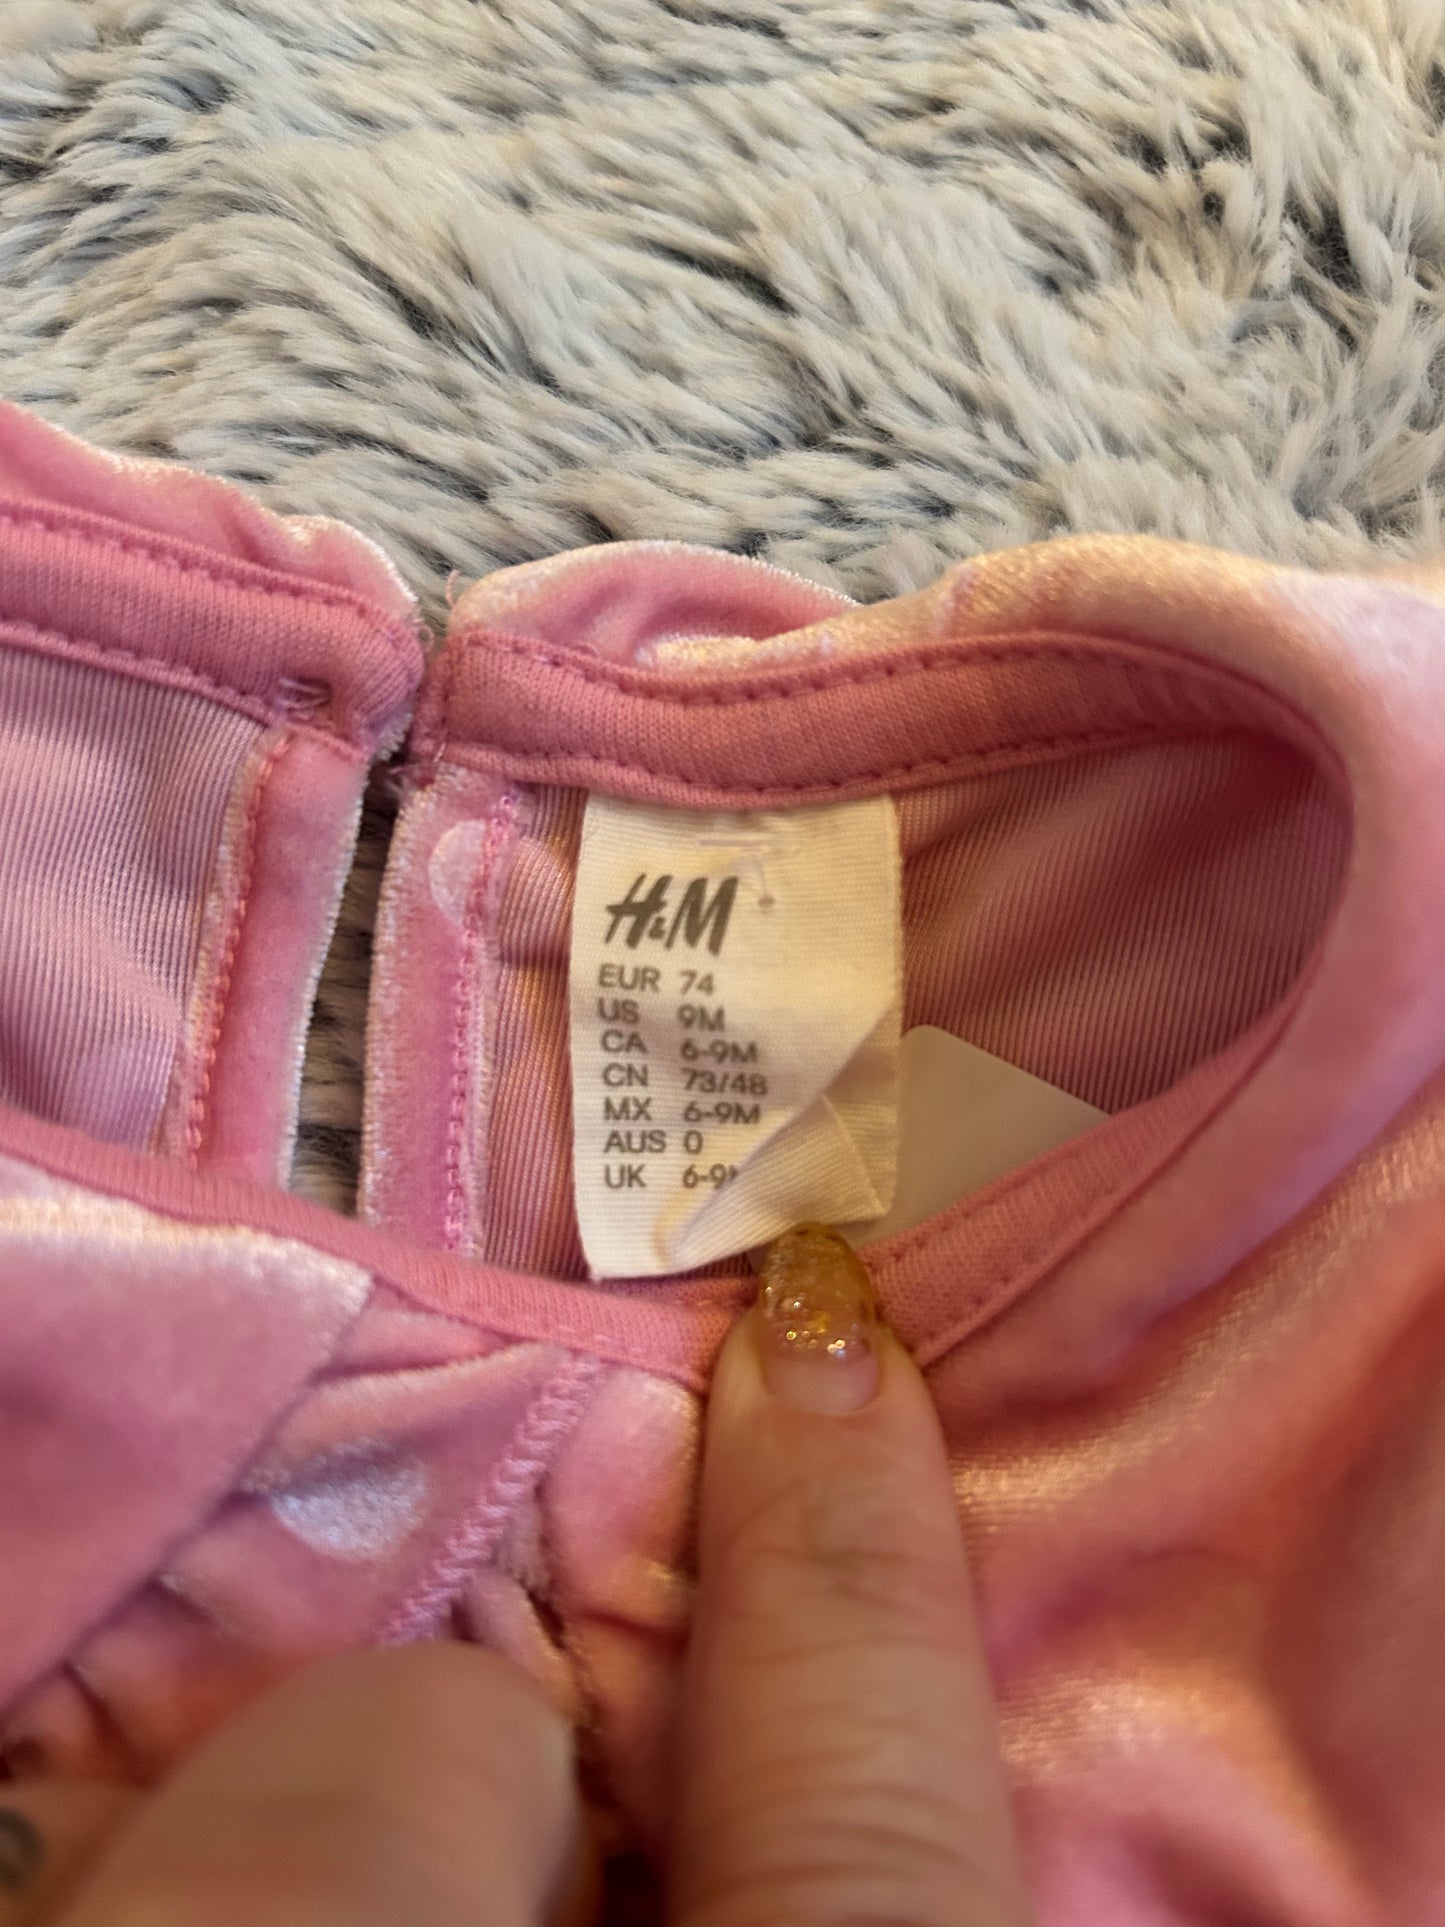 H&M
EUR 74
US 9M
CA 6-9M
CN 73/48
MX 6-9M
AUS 0
UK